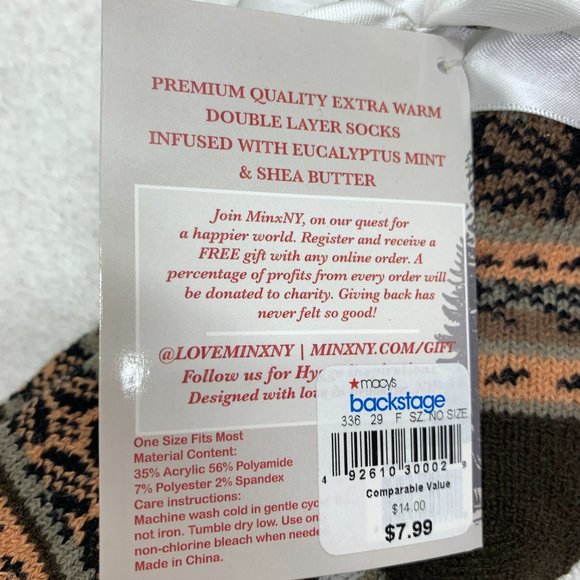 PREMIUM QUALITY EXTRA WARM
DOUBLE LAYER SOCKS
INFUSED WITH EUCALYPTUS MINT
& SHEA BUTTER
Join MinxNY, on our quest for
a happier world. Register and receive a
FREE gift with any online order. A
percentage of profits from every order will
be donated to charity. Giving back has
never felt so good!
@LOVEMINXNY | MINXNY.COM/GIFT
Follow us for Hygge
Designed with love in
One Size Fits Most
Material Content:
35% Acrylic 56% Polyamide
7% Polyester 2% Spandex
Care instructions:
Machine wash cold in gentle
not iron. Tumble dry low. Use
non-chlorine bleach when
Made in China.
macys
backstage
336 29 F SZ NO SIZE
4 92610 30002 9
Comparable Value
$14.00
$7.99